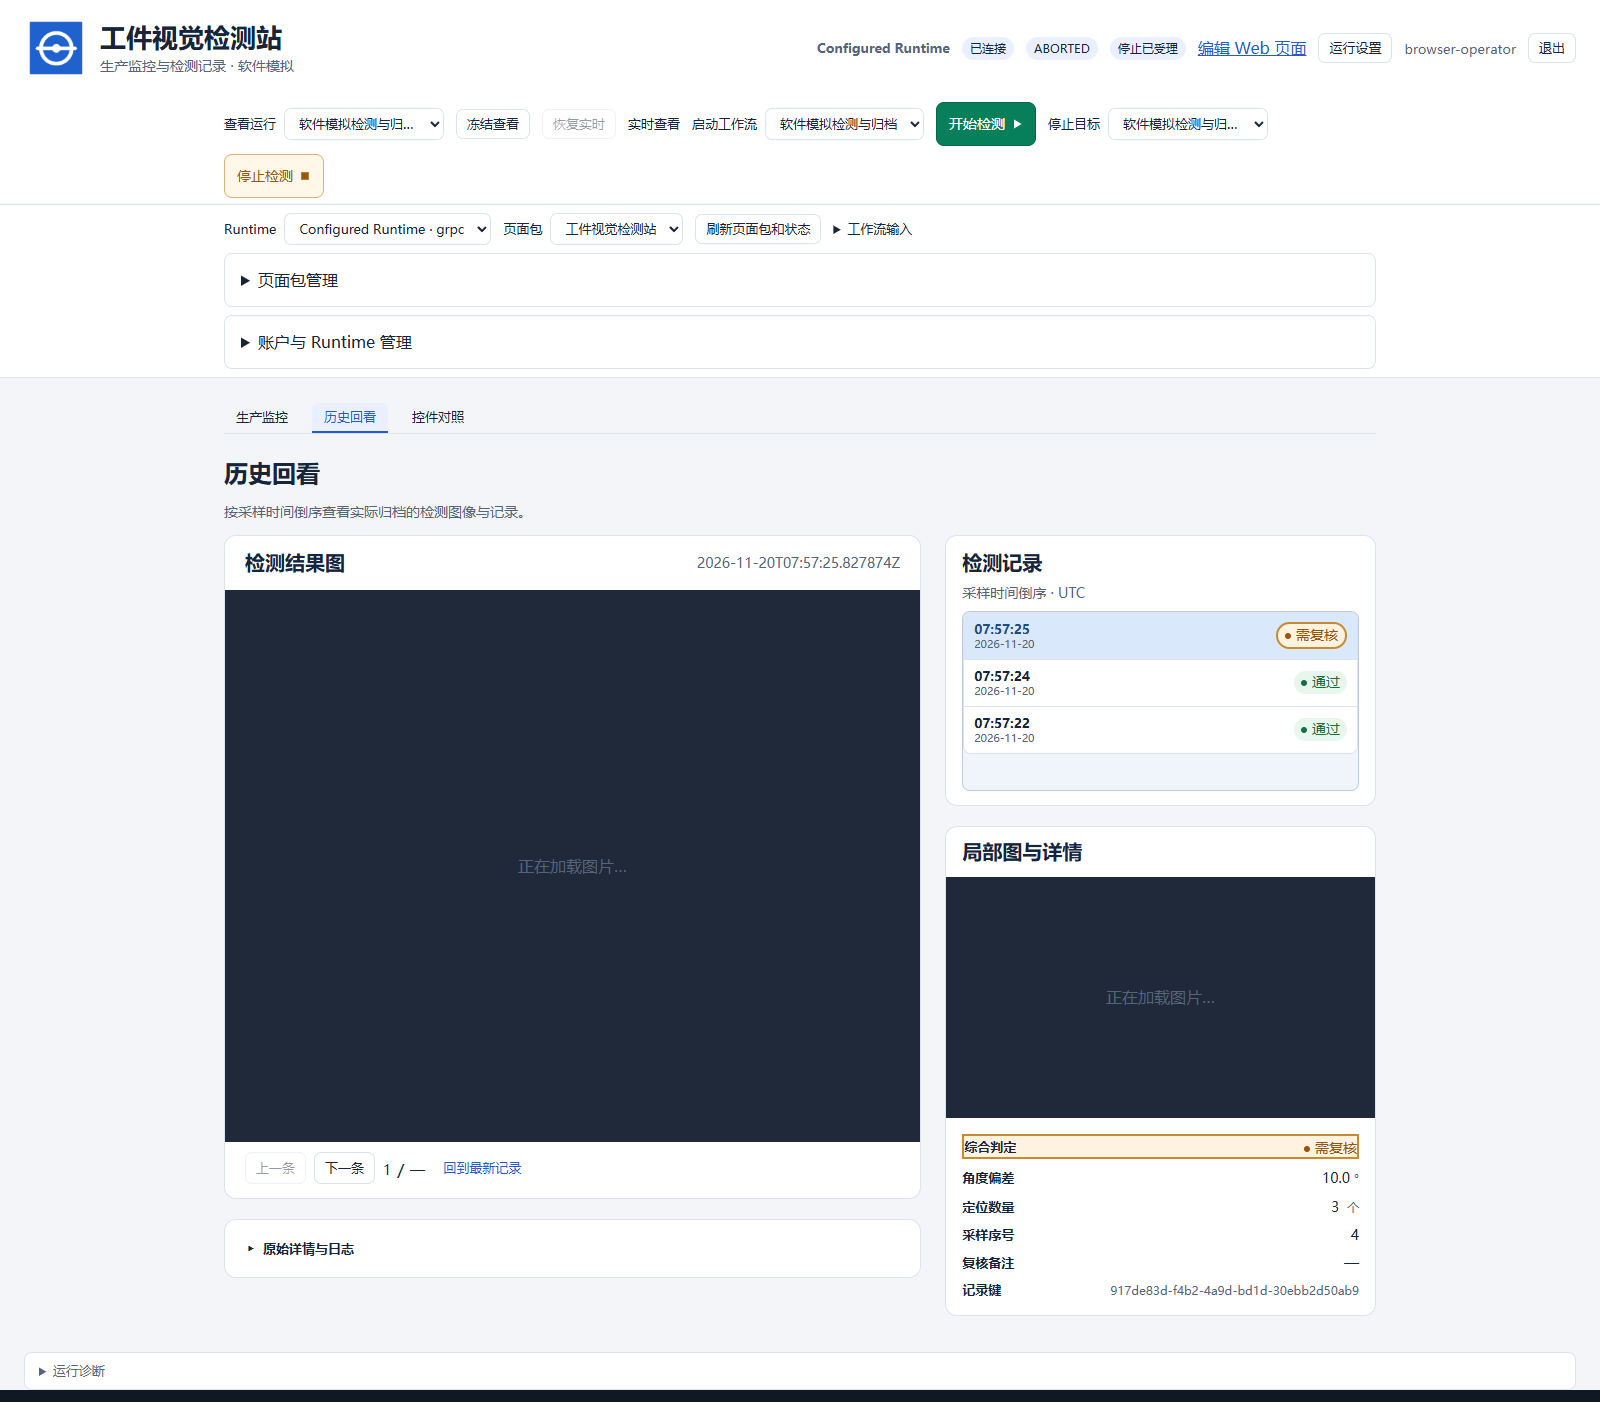 工件视觉检测站
生产监控与检测记录 · 软件模拟
Configured Runtime 已连接 ABORTED 停止已受理 编辑 Web 页面 运行设置 browser-operator 退出
查看运行 软件模拟检测与归... 冻结查看 恢复实时 实时查看 启动工作流 软件模拟检测与归档 开始检测 停止目标 软件模拟检测与归...
停止检测
Runtime Configured Runtime · grpc 页面包 工件视觉检测站 刷新页面包和状态 工作流输入
页面包管理
账户与 Runtime 管理
生产监控 历史回看 控件对照
历史回看
按采样时间倒序查看实际归档的检测图像与记录。
检测结果图 2026-11-20T07:57:25.827874Z
正在加载图片...
上一条 下一条 1 / — 回到最新记录
原始详情与日志
检测记录
采样时间倒序 · UTC
07:57:25 需复核
2026-11-20
07:57:24 通过
2026-11-20
07:57:22 通过
2026-11-20
局部图与详情
正在加载图片...
综合判定 需复核
角度偏差 10.0 °
定位数量 3 个
采样序号 4
复核备注 —
记录键 917de83d-f4b2-4a9d-bd1d-30ebb2d50ab9
运行诊断